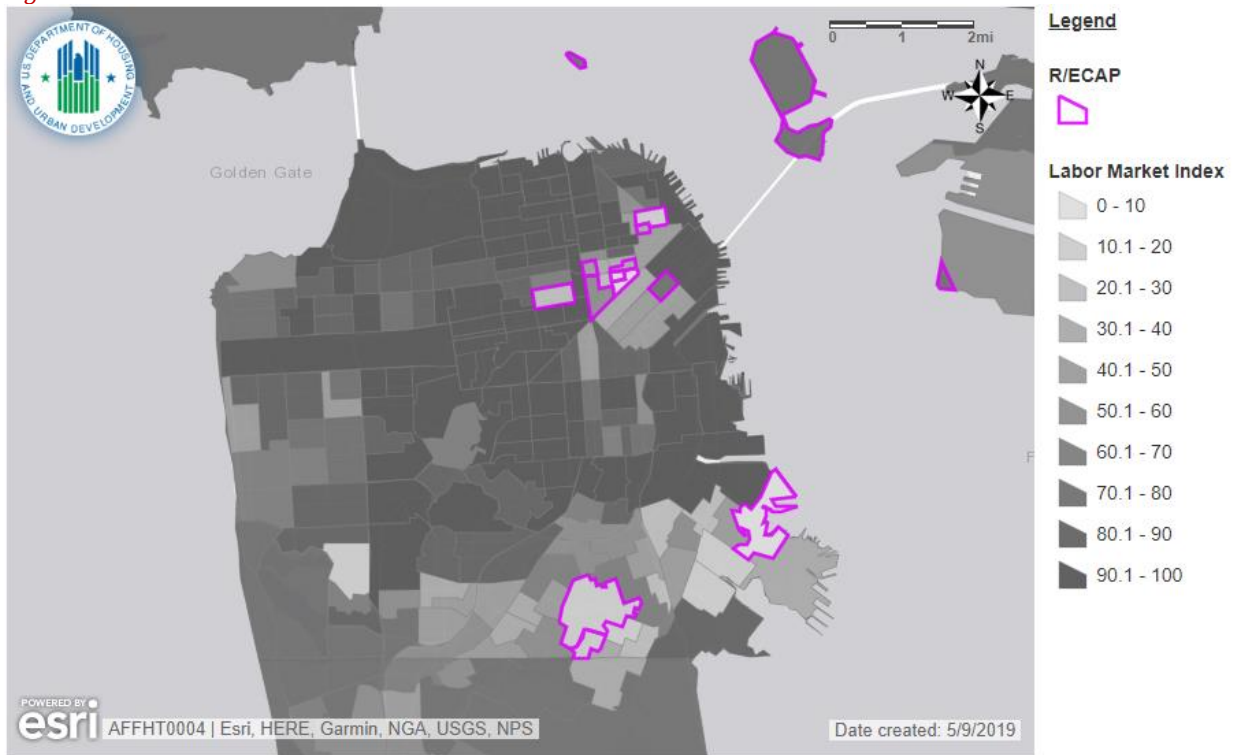 U.S. DEPARTMENT OF HOUSING
AND URBAN DEVELOPMENT
0 1 2mi
N
W E
S
Golden Gate
F
POWERED BY
esri
AFFHT0004 | Esri, HERE, Garmin, NGA, USGS, NPS
Date created: 5/9/2019
Legend
R/ECAP
Labor Market Index
0 - 10
10.1 - 20
20.1 - 30
30.1 - 40
40.1 - 50
50.1 - 60
60.1 - 70
70.1 - 80
80.1 - 90
90.1 - 100